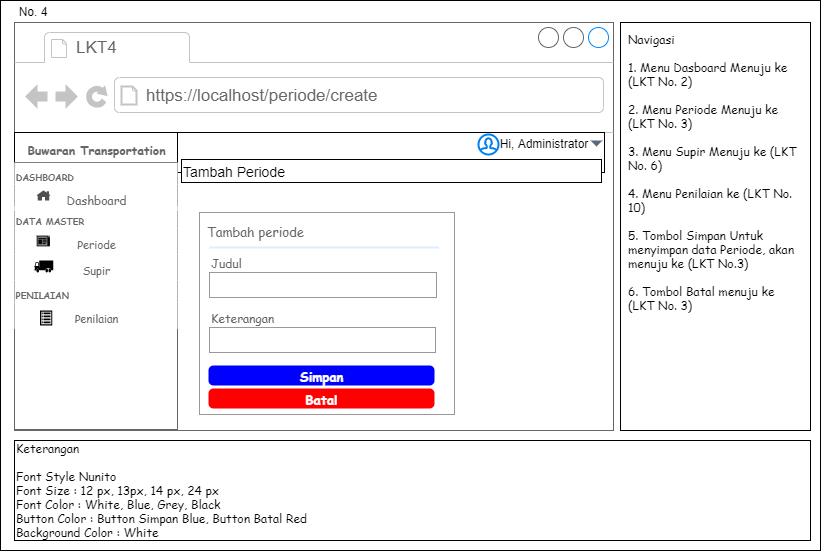 No. 4
LKT4
https://localhost/periode/create
Buwaran Transportation
Hi, Administrator
Tambah Periode
DASHBOARD
Dashboard
DATA MASTER
Periode
Supir
PENILAIAN
Penilaian
Tambah periode
Judul
Keterangan
Simpan
Batal
Navigasi
1. Menu Dasboard Menuju ke
(LKT No. 2)
2. Menu Periode Menuju ke
(LKT No. 3)
3. Menu Supir Menuju ke (LKT
No. 6)
4. Menu Penilaian ke (LKT No.
10)
5. Tombol Simpan Untuk
menyimpan data Periode, akan
menuju ke (LKT No.3)
6. Tombol Batal menuju ke
(LKT No. 3)
Keterangan
Font Style Nunito
Font Size : 12 px, 13px, 14 px, 24 px
Font Color : White, Blue, Grey, Black
Button Color : Button Simpan Blue, Button Batal Red
Background Color : White